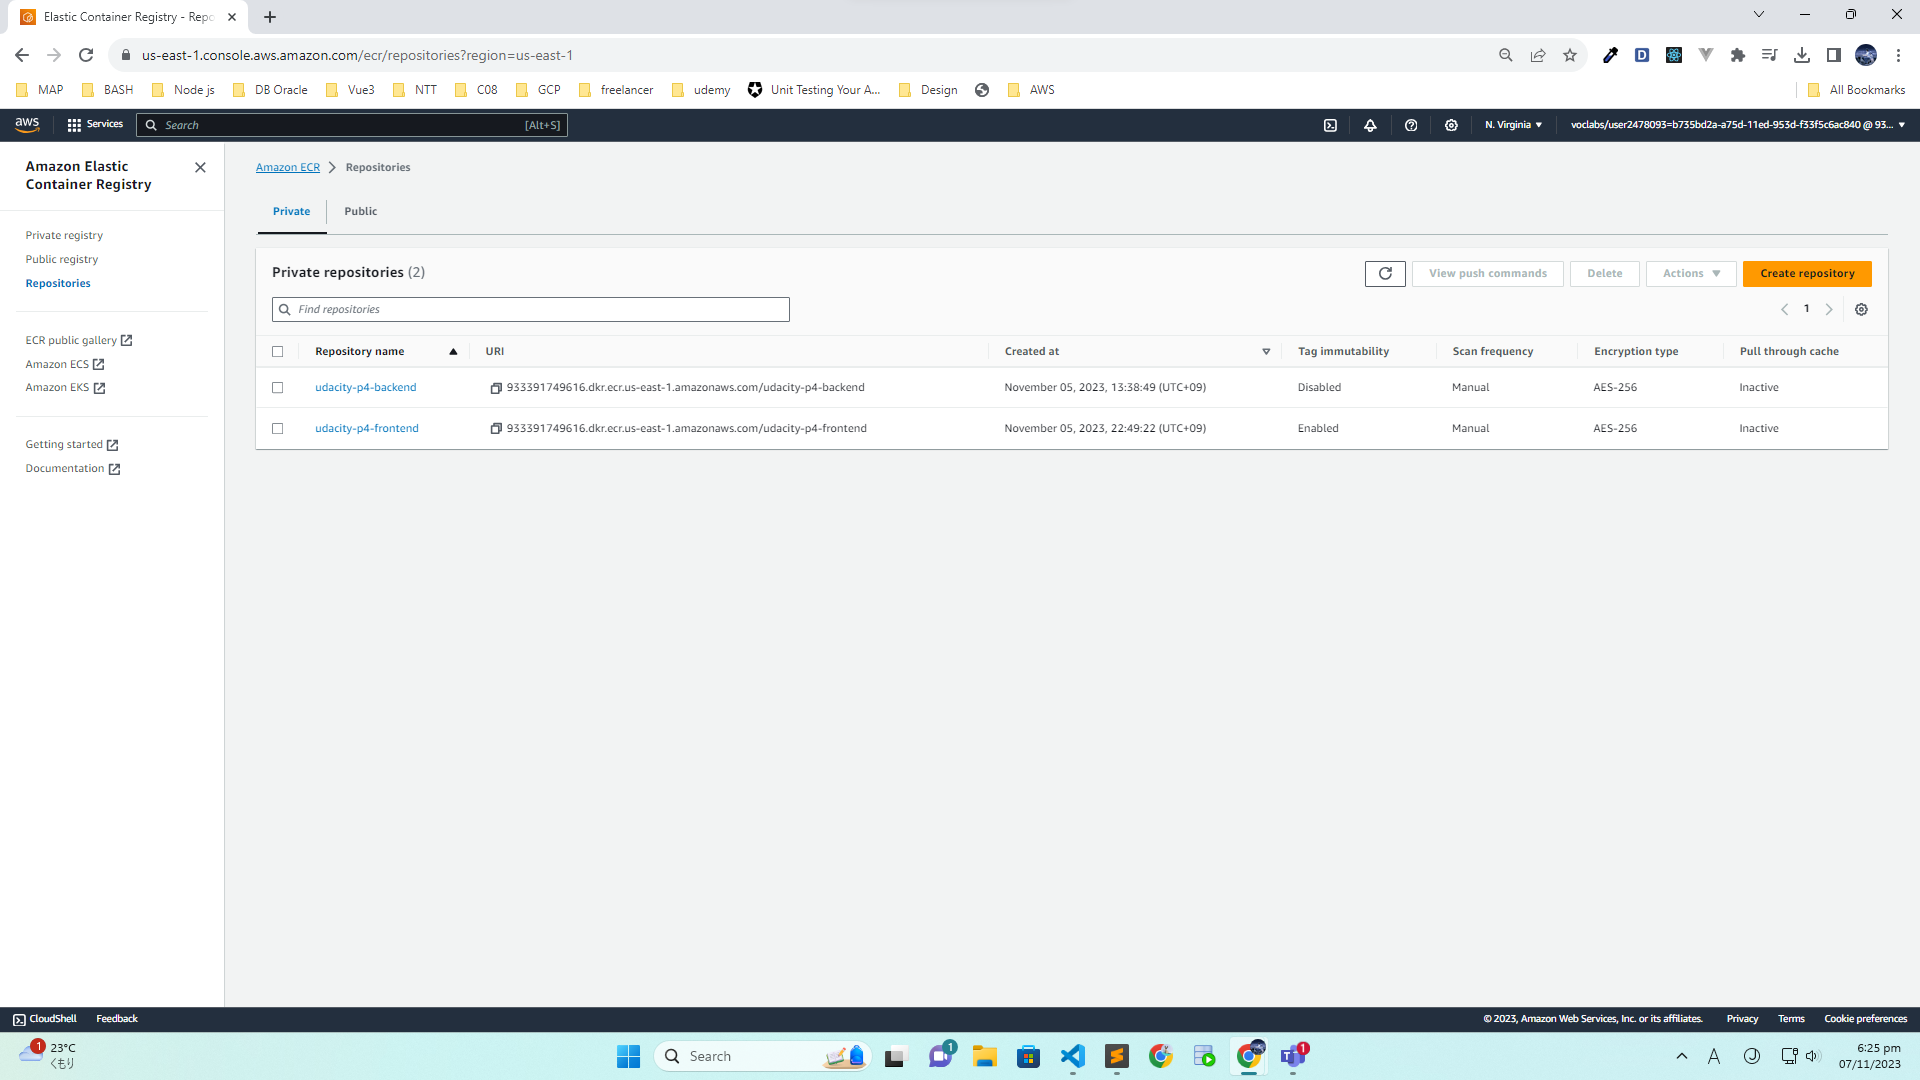 Elastic Container Registry - Repo
us-east-1.console.aws.amazon.com/ecr/repositories?region=us-east-1
MAP BASH Node js DB Oracle Vue3 NTT C08 GCP freelancer udemy Unit Testing Your A... Design AWS All Bookmarks
aws Services Search [Alt+S] N. Virginia voclabs/user2478093=b735bd2a-a75d-11ed-953d-f33f5c6ac840 @ 93...
Amazon Elastic
Container Registry
Private registry
Public registry
Repositories
ECR public gallery
Amazon ECS
Amazon EKS
Getting started
Documentation
Amazon ECR Repositories
Private Public
Private repositories (2)
View push commands Delete Actions Create repository
Find repositories
1
Repository name URI Created at Tag immutability Scan frequency Encryption type Pull through cache
udacity-p4-backend 933391749616.dkr.ecr.us-east-1.amazonaws.com/udacity-p4-backend November 05, 2023, 13:38:49 (UTC+09) Disabled Manual AES-256 Inactive
udacity-p4-frontend 933391749616.dkr.ecr.us-east-1.amazonaws.com/udacity-p4-frontend November 05, 2023, 22:49:22 (UTC+09) Enabled Manual AES-256 Inactive
CloudShell Feedback © 2023, Amazon Web Services, Inc. or its affiliates. Privacy Terms Cookie preferences
1 23°C
くもり
Search
1
1
A
6:25 pm
07/11/2023